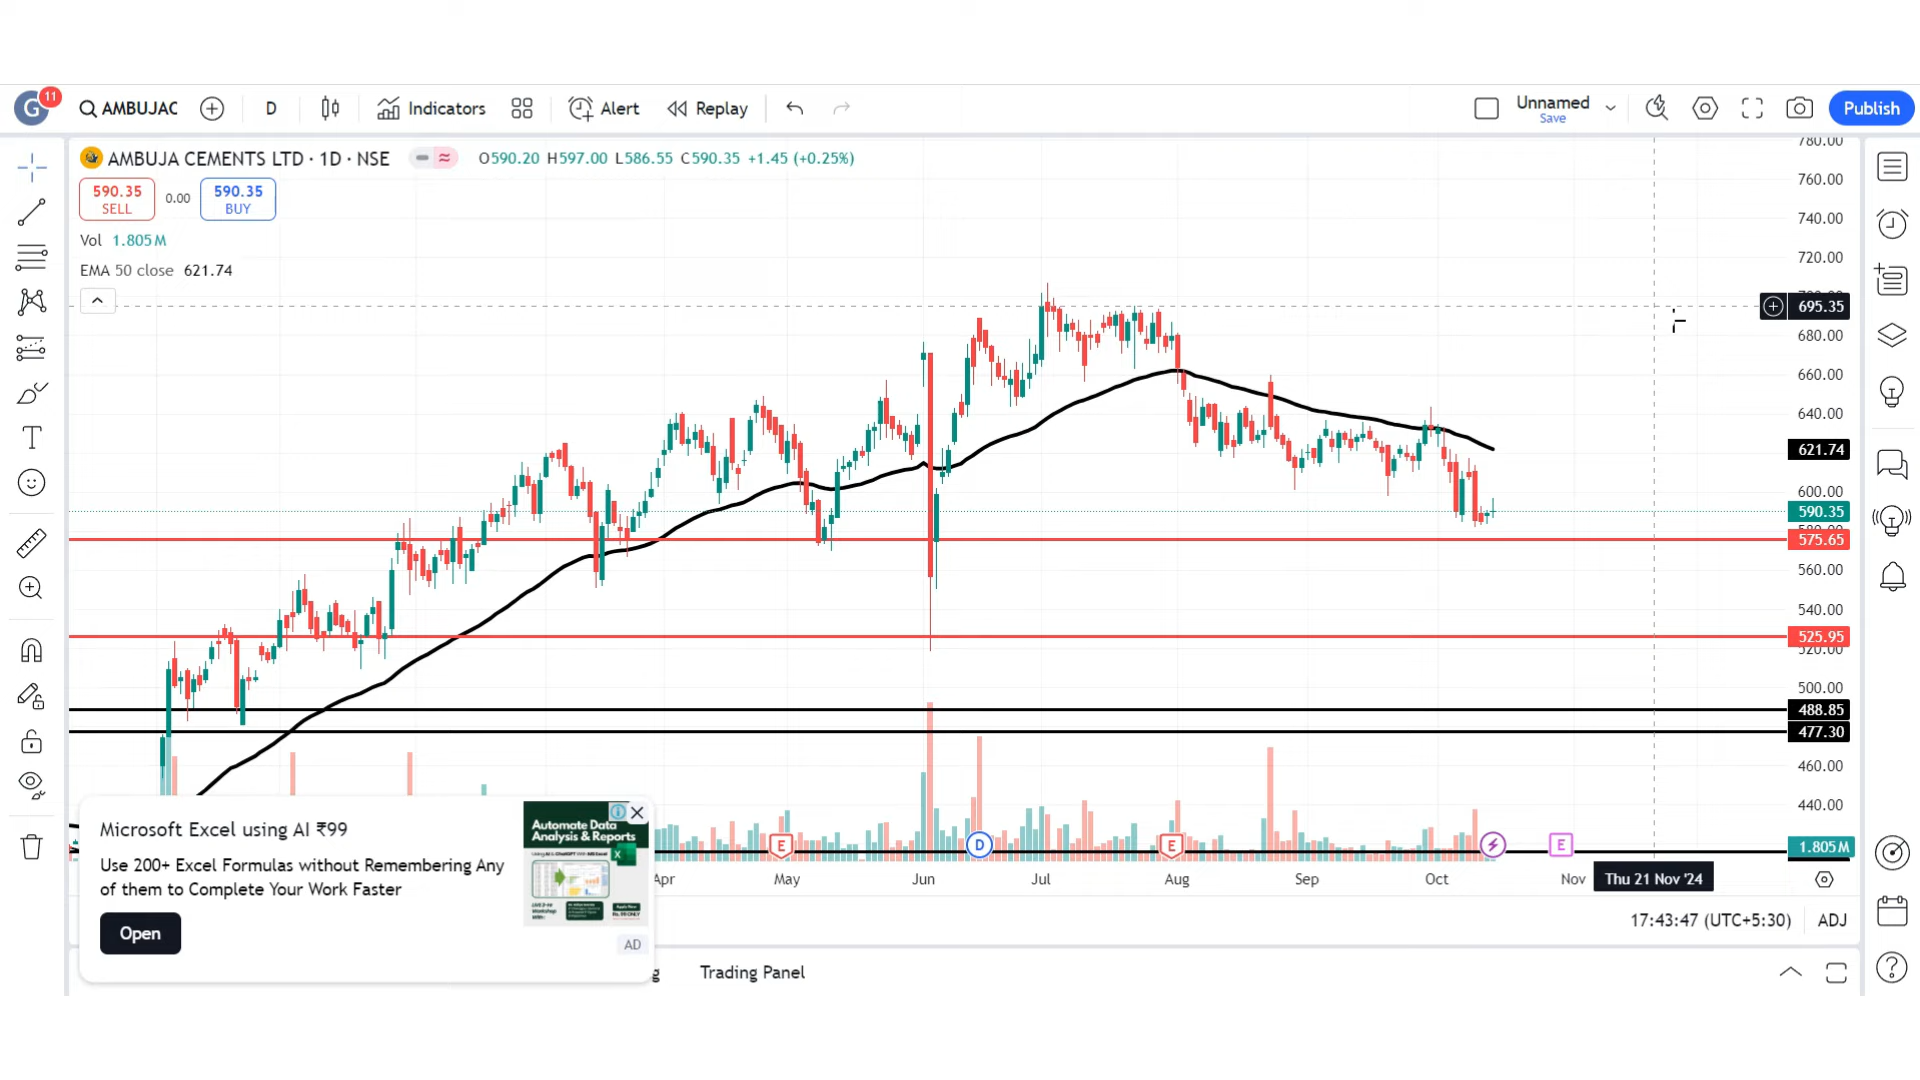 G 11 AMBUJAC D Indicators Alert Replay Unnamed Save Publish
AMBUJA CEMENTS LTD · 1D · NSE O590.20 H597.00 L586.55 C590.35 +1.45 (+0.25%)
590.35 SELL 0.00 590.35 BUY
Vol 1.805M
EMA 50 close 621.74
780.00
760.00
740.00
720.00
695.35
680.00
660.00
640.00
621.74
600.00
590.35
575.65
560.00
540.00
525.95
520.00
500.00
488.85
477.30
460.00
440.00
1.805M
E D E E
Apr May Jun Jul Aug Sep Oct Nov Thu 21 Nov '24
17:43:47 (UTC+5:30) ADJ
Microsoft Excel using AI ₹99
Use 200+ Excel Formulas without Remembering Any
of them to Complete Your Work Faster
Open
Automate Data
Analysis & Reports
AD
Trading Panel